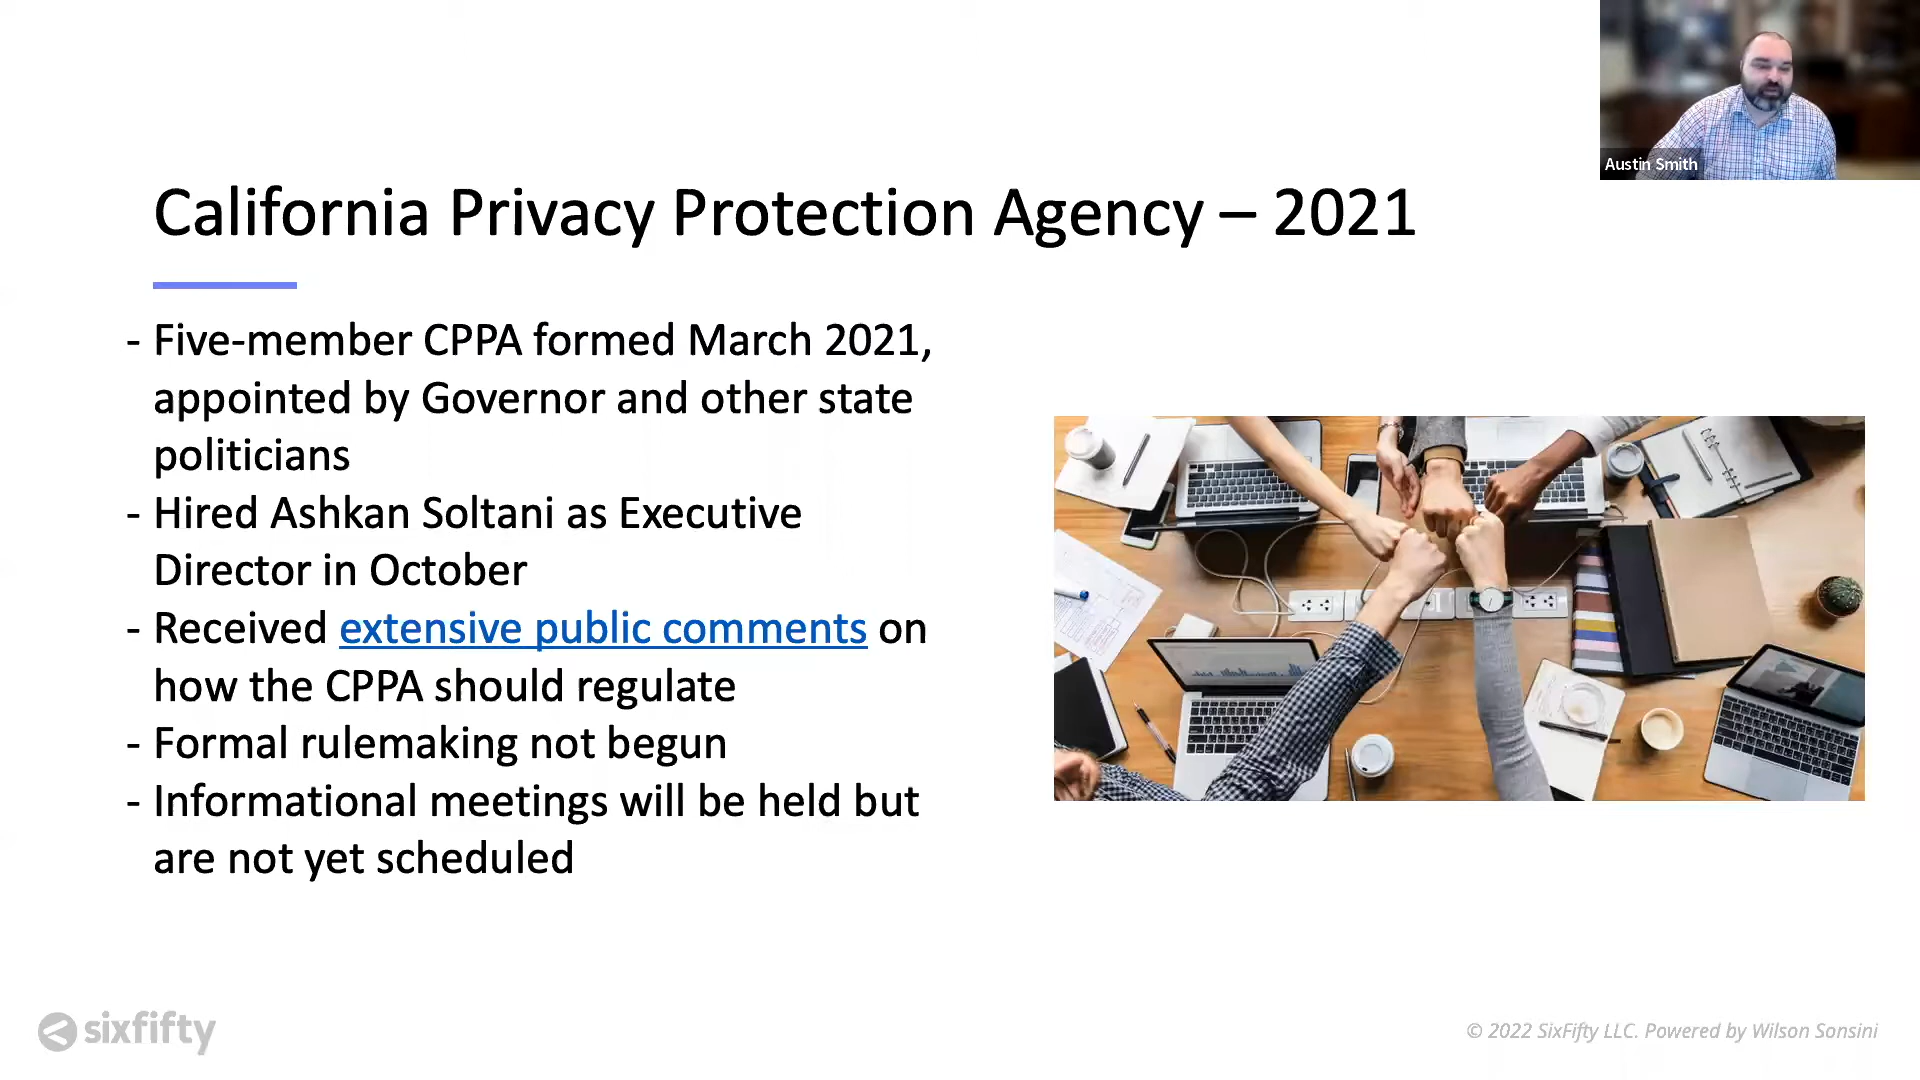 Austin Smith
California Privacy Protection Agency – 2021
- Five-member CPPA formed March 2021,
appointed by Governor and other state
politicians
- Hired Ashkan Soltani as Executive
Director in October
- Received extensive public comments on
how the CPPA should regulate
- Formal rulemaking not begun
- Informational meetings will be held but
are not yet scheduled
sixfifty
© 2022 SixFifty LLC. Powered by Wilson Sonsini